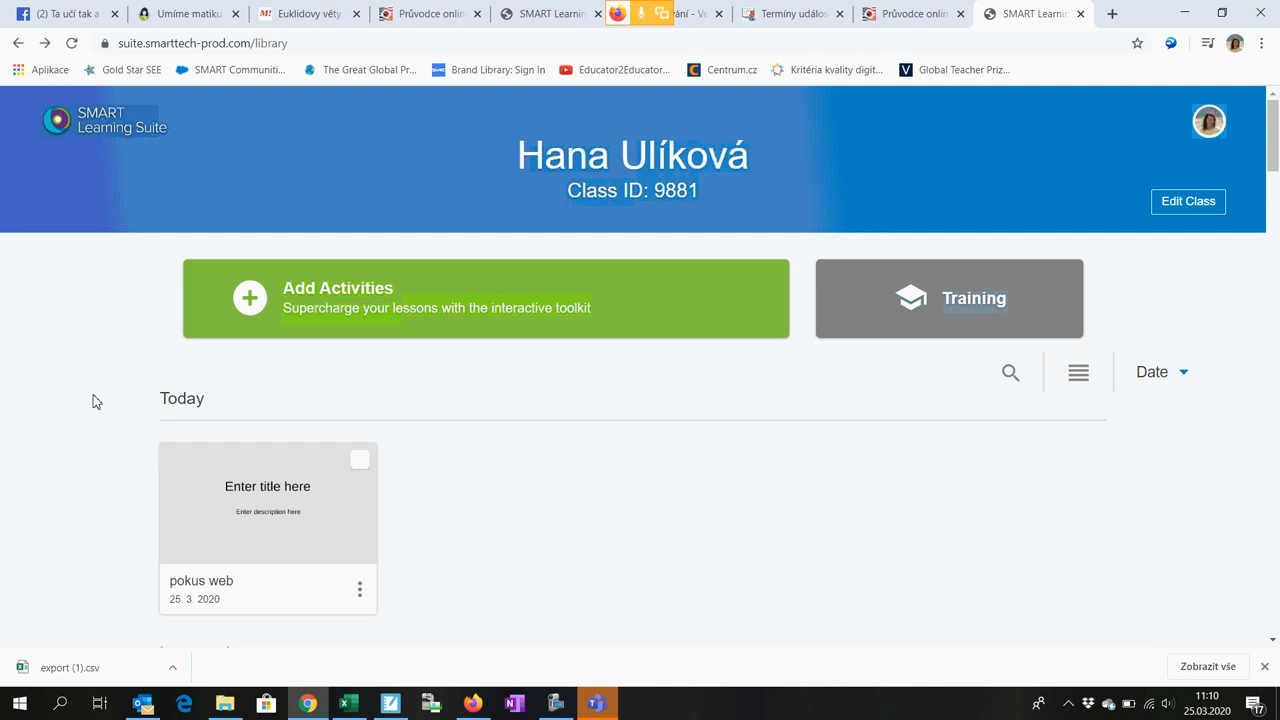 Ta učí tak a
Umíme matiku
Euklidovy věty
Průvodce onlin
SMART Learnin
Termíny událos
Průvodce onlin
SMART Learnin
suite.smarttech-prod.com/library
Aplikace
Gold Star SEE
SMART Communiti...
The Great Global Pr...
Brand Library: Sign In
Educator2Educator...
Centrum.cz
Kritéria kvality digit...
Global Teacher Priz...
SMART
Learning Suite
Hana Ulíková
Class ID: 9881
Edit Class
Add Activities
Supercharge your lessons with the interactive toolkit
Training
Date
Today
Enter title here
Enter description here
pokus web
25. 3. 2020
export (1).csv
Zobrazit vše
11:10
25.03.2020
17